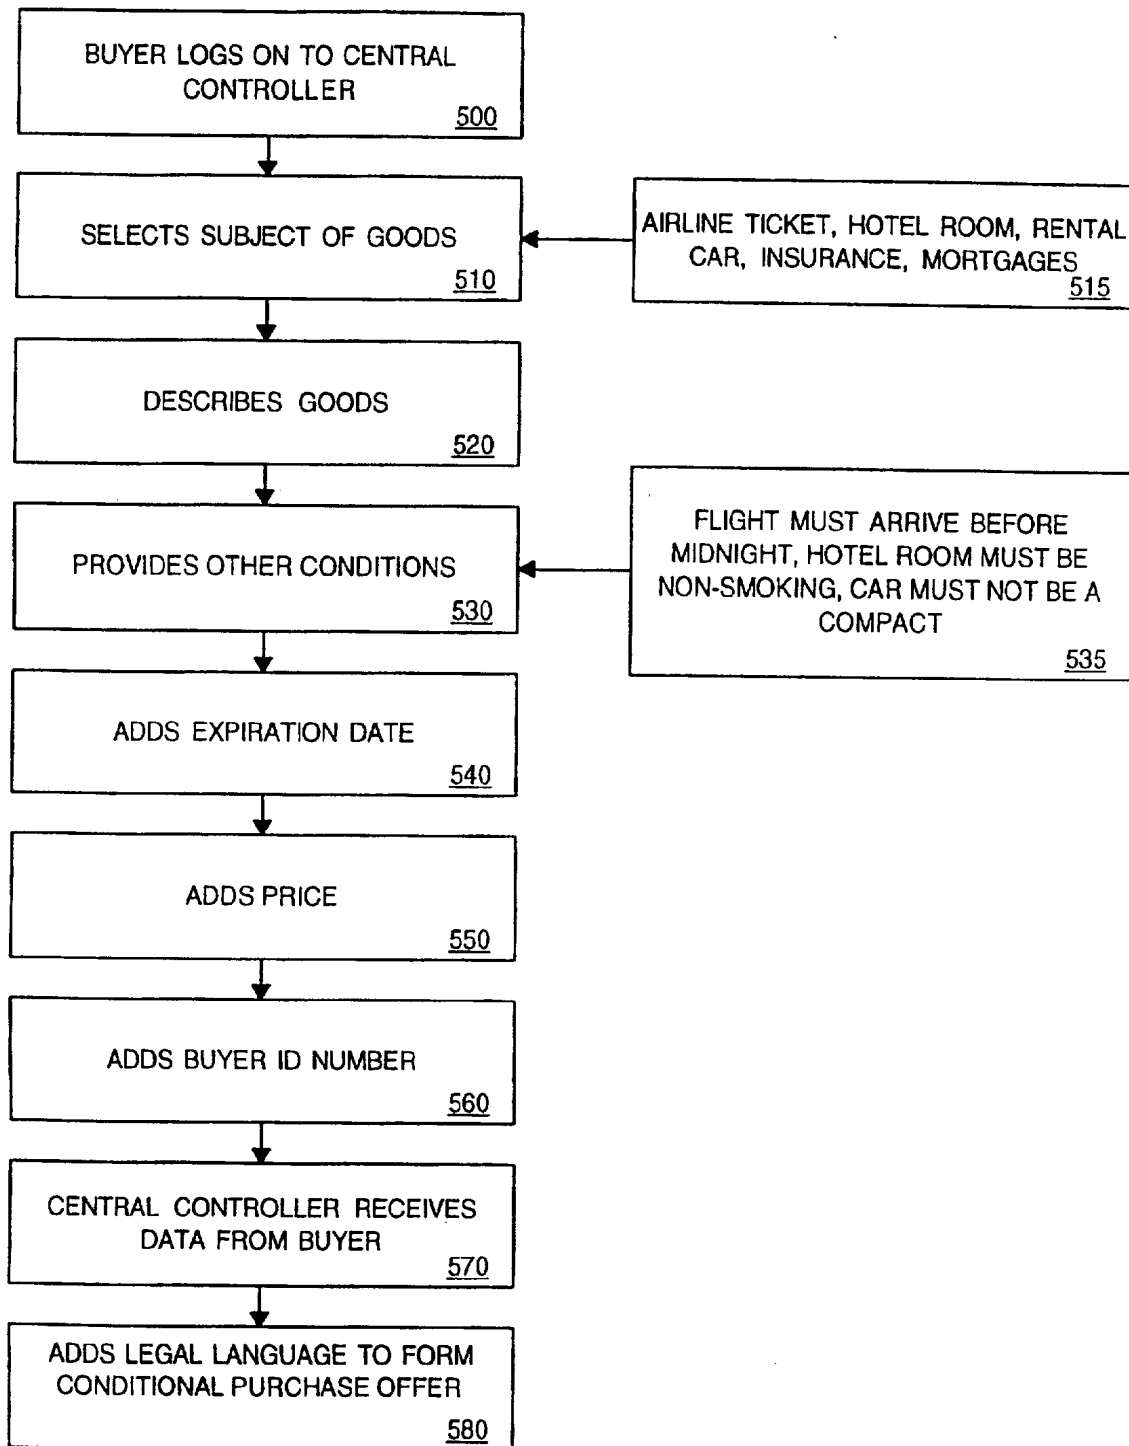 BUYER LOGS ON TO CENTRAL
CONTROLLER
500
SELECTS SUBJECT OF GOODS
510
AIRLINE TICKET, HOTEL ROOM, RENTAL
CAR, INSURANCE, MORTGAGES
515
DESCRIBES GOODS
520
PROVIDES OTHER CONDITIONS
530
FLIGHT MUST ARRIVE BEFORE
MIDNIGHT, HOTEL ROOM MUST BE
NON-SMOKING, CAR MUST NOT BE A
COMPACT
535
ADDS EXPIRATION DATE
540
ADDS PRICE
550
ADDS BUYER ID NUMBER
560
CENTRAL CONTROLLER RECEIVES
DATA FROM BUYER
570
ADDS LEGAL LANGUAGE TO FORM
CONDITIONAL PURCHASE OFFER
580